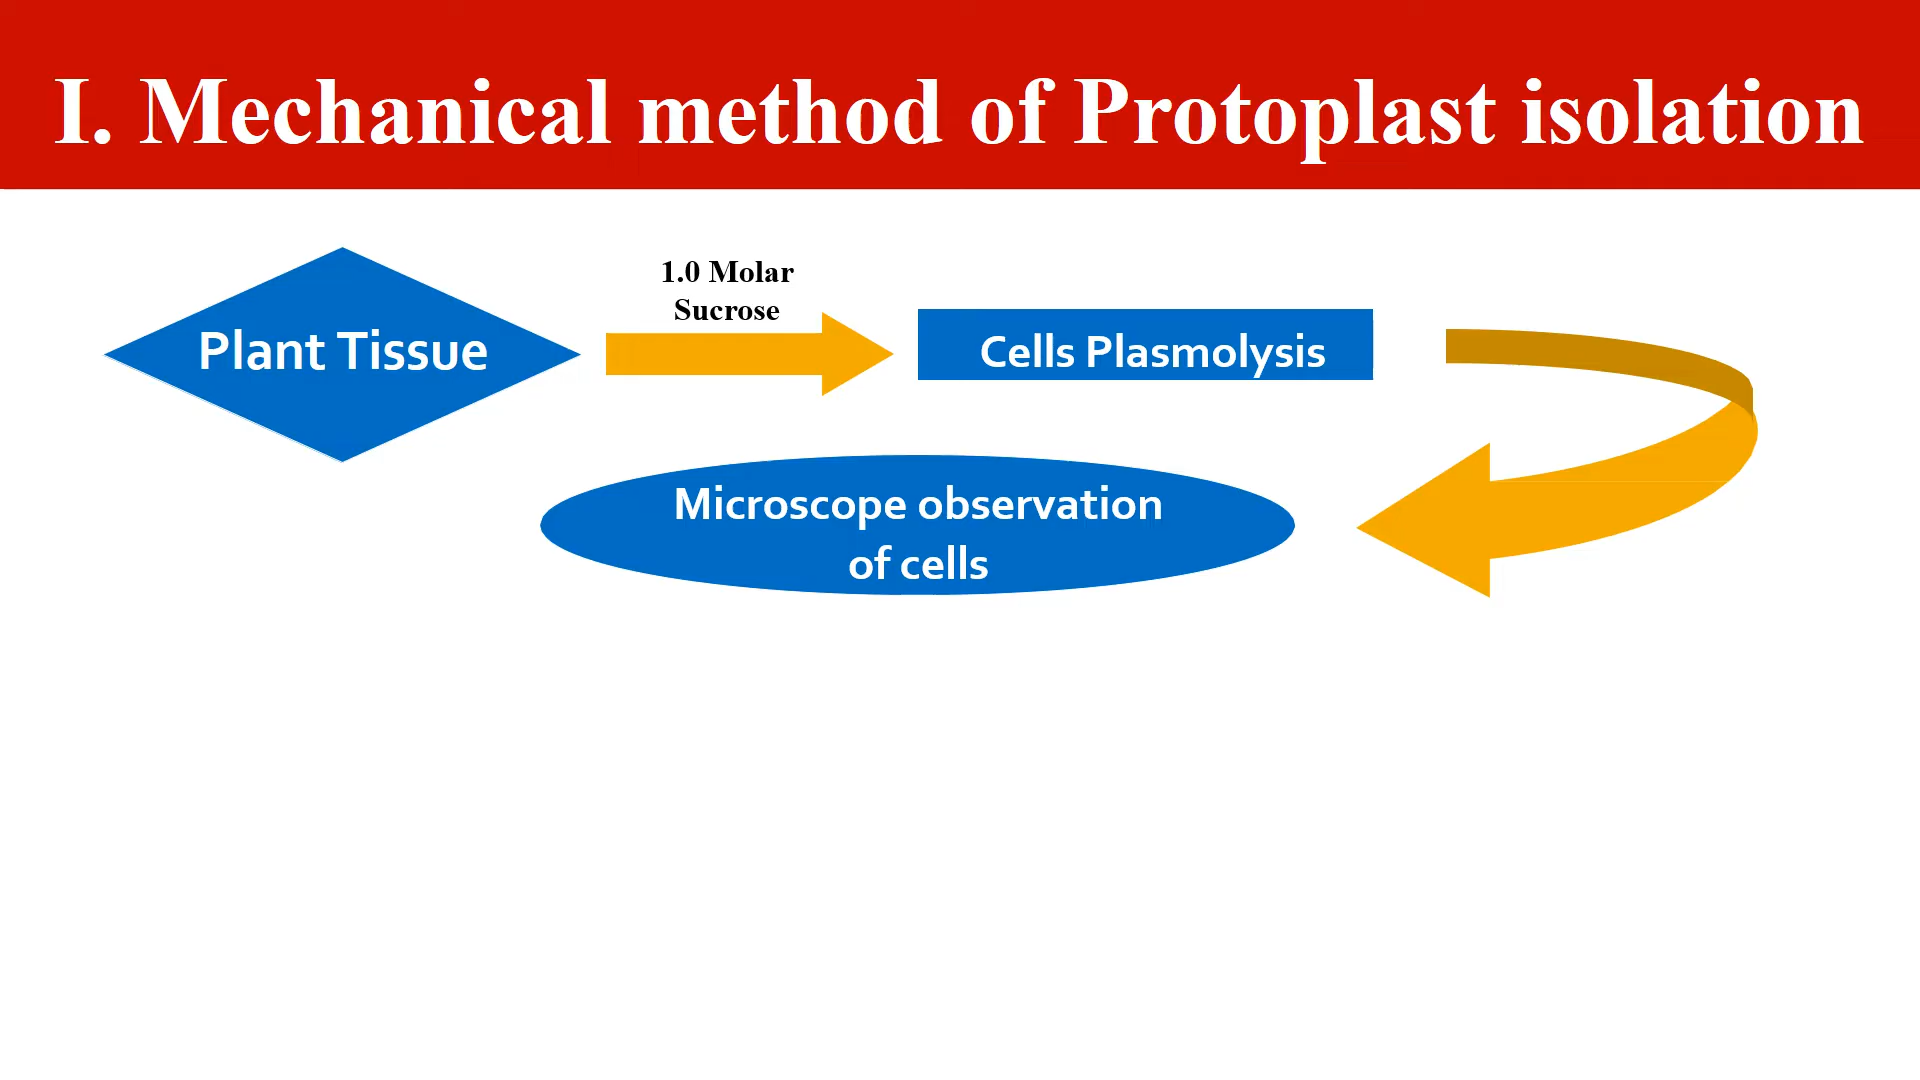 I. Mechanical method of Protoplast isolation
1.0 Molar
Sucrose
Plant Tissue
Cells Plasmolysis
Microscope observation
of cells